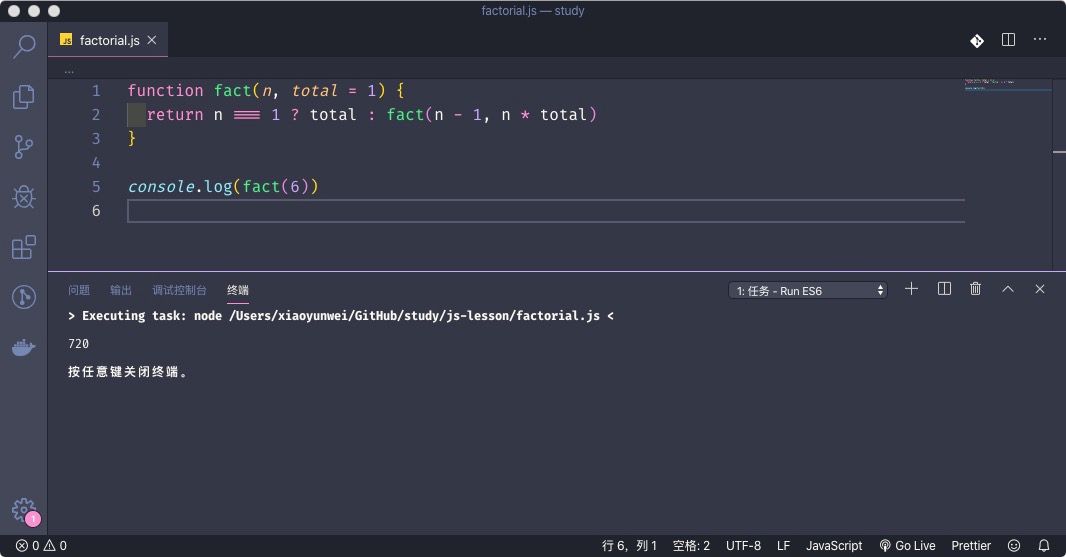 factorial.js — study
JS factorial.js
...
1 function fact(n, total = 1) {
2   return n === 1 ? total : fact(n - 1, n * total)
3 }
4
5 console.log(fact(6))
6
问题 输出 调试控制台 终端 1: 任务 - Run ES6
> Executing task: node /Users/xiaoyunwei/GitHub/study/js-lesson/factorial.js <
720
按任意键关闭终端。
1
0 0 行 6，列 1 空格: 2 UTF-8 LF JavaScript Go Live Prettier